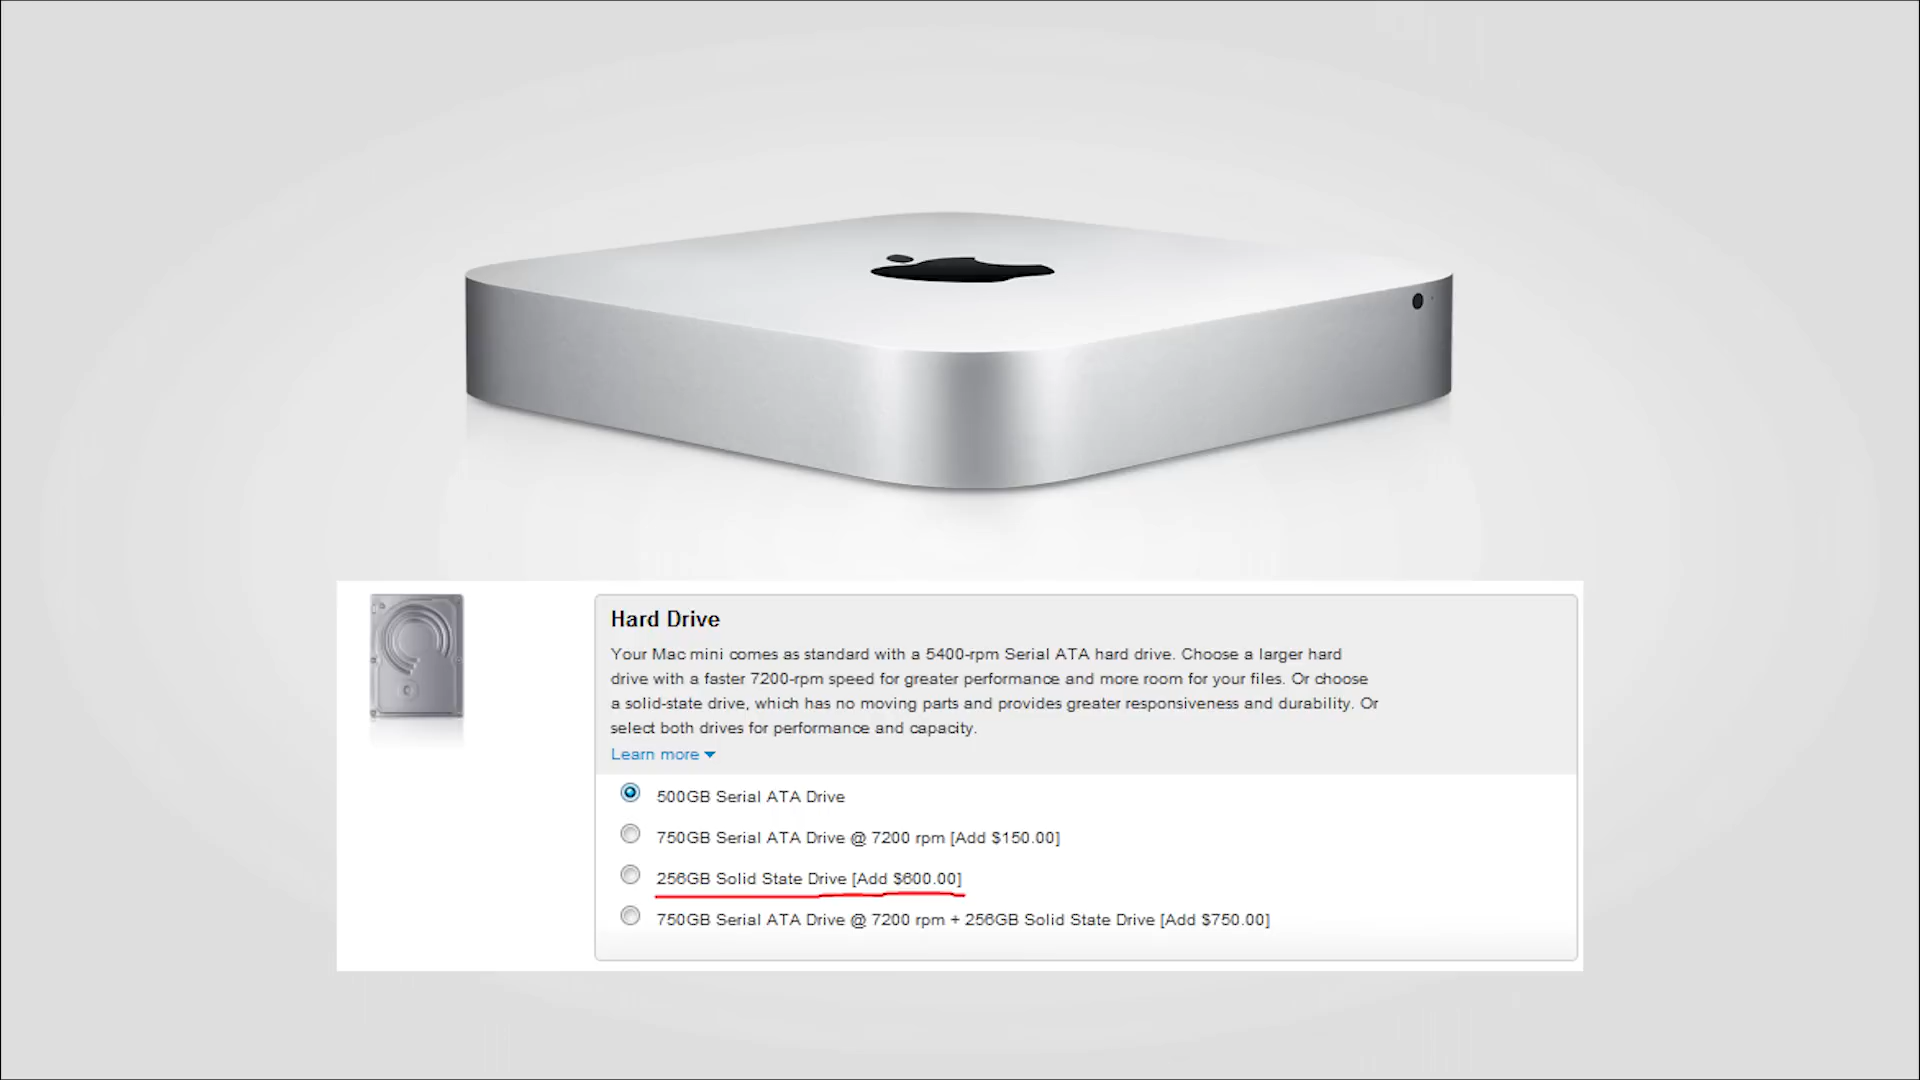 Hard Drive
Your Mac mini comes as standard with a 5400-rpm Serial ATA hard drive. Choose a larger hard
drive with a faster 7200-rpm speed for greater performance and more room for your files. Or choose
a solid-state drive, which has no moving parts and provides greater responsiveness and durability. Or
select both drives for performance and capacity.
Learn more
500GB Serial ATA Drive
750GB Serial ATA Drive @ 7200 rpm [Add $150.00]
256GB Solid State Drive [Add $600.00]
750GB Serial ATA Drive @ 7200 rpm + 256GB Solid State Drive [Add $750.00]